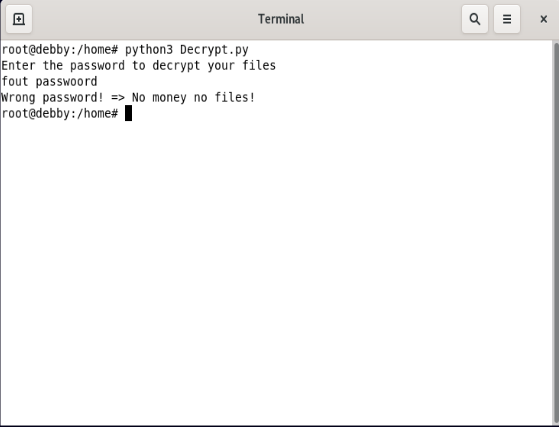 Terminal
root@debby:/home# python3 Decrypt.py
Enter the password to decrypt your files
fout passwoord
Wrong password! => No money no files!
root@debby:/home#